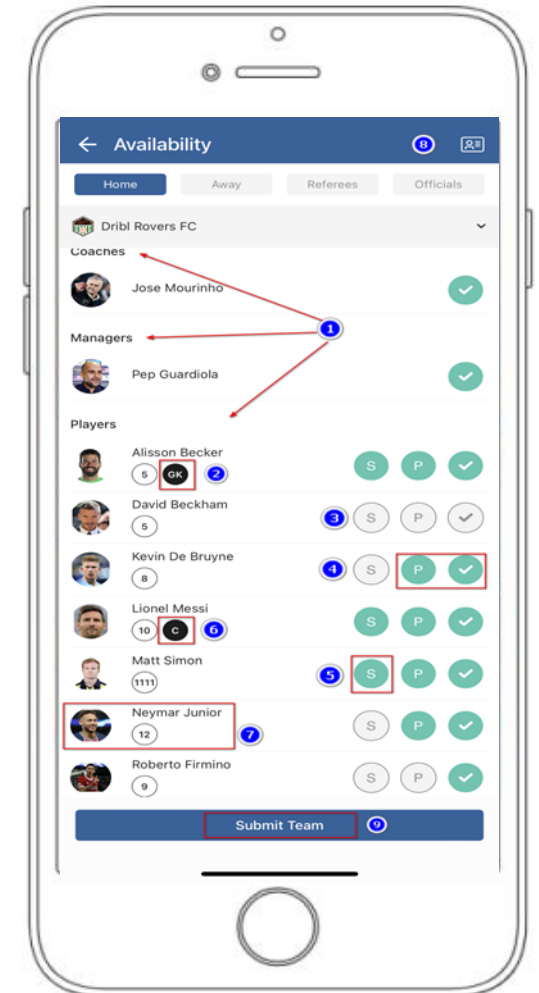 Availability
8
Home Away Referees Officials
Dribl Rovers FC
Coaches
Jose Mourinho
1
Managers
Pep Guardiola
Players
Alisson Becker
5 GK 2 S P
David Beckham
5 3 S P
Kevin De Bruyne
8 4 S P
Lionel Messi
10 C 6 S P
Matt Simon
1111 5 S P
Neymar Junior
12 7 S P
Roberto Firmino
9 S P
Submit Team 9